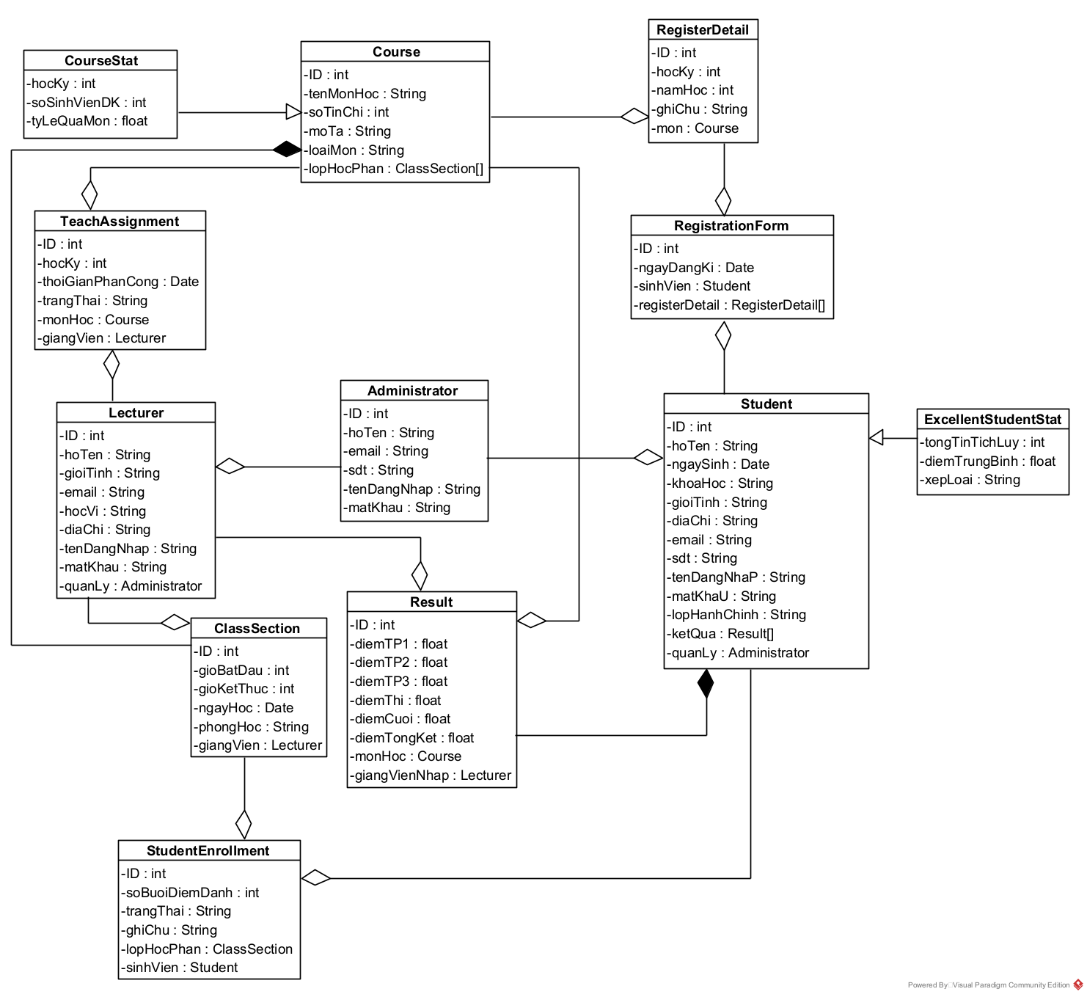 RegisterDetail
-ID : int
-hocKy : int
-namHoc : int
-ghiChu : String
-mon : Course
Course
-ID : int
-tenMonHoc : String
-soTinChi : int
-moTa : String
-loaiMon : String
-lopHocPhan : ClassSection[]
CourseStat
-hocKy : int
-soSinhVienDK : int
-tyLeQuaMon : float
TeachAssignment
-ID : int
-hocKy : int
-thoiGianPhanCong : Date
-trangThai : String
-monHoc : Course
-giangVien : Lecturer
RegistrationForm
-ID : int
-ngayDangKi : Date
-sinhVien : Student
-registerDetail : RegisterDetail[]
Administrator
-ID : int
-hoTen : String
-email : String
-sdt : String
-tenDangNhap : String
-matKhau : String
Student
-ID : int
-hoTen : String
-ngaySinh : Date
-khoaHoc : String
-gioiTinh : String
-diaChi : String
-email : String
-sdt : String
-tenDangNhaP : String
-matKhaU : String
-lopHanhChinh : String
-ketQua : Result[]
-quanLy : Administrator
ExcellentStudentStat
-tongTinTichLuy : int
-diemTrungBinh : float
-xepLoai : String
Lecturer
-ID : int
-hoTen : String
-gioiTinh : String
-email : String
-hocVi : String
-diaChi : String
-tenDangNhap : String
-matKhau : String
-quanLy : Administrator
Result
-ID : int
-diemTP1 : float
-diemTP2 : float
-diemTP3 : float
-diemThi : float
-diemCuoi : float
-diemTongKet : float
-monHoc : Course
-giangVienNhap : Lecturer
ClassSection
-ID : int
-gioBatDau : int
-gioKetThuc : int
-ngayHoc : Date
-phongHoc : String
-giangVien : Lecturer
StudentEnrollment
-ID : int
-soBuoiDiemDanh : int
-trangThai : String
-ghiChu : String
-lopHocPhan : ClassSection
-sinhVien : Student
Powered By: Visual Paradigm Community Edition